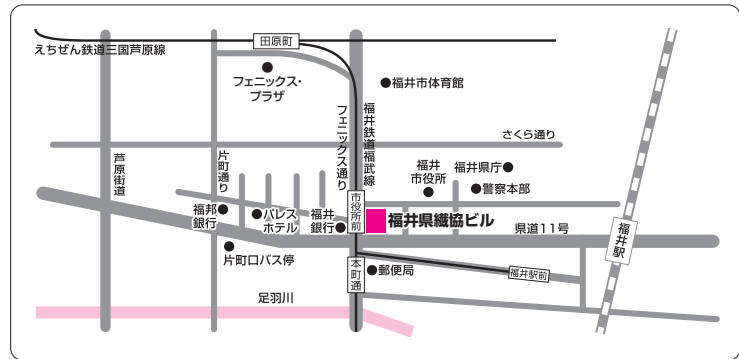 田原町
えちぜん鉄道三国芦原線
フェニックス・
プラザ
福井市体育館
福井鉄道福武線
フェニックス通り
さくら通り
芦原街道
片町通り
福井
市役所
福井県庁
警察本部
福邦
銀行
パレス
ホテル
福井
銀行
市役所前
福井県繊協ビル
県道11号
福井駅
片町口バス停
本町通
郵便局
福井駅前
足羽川